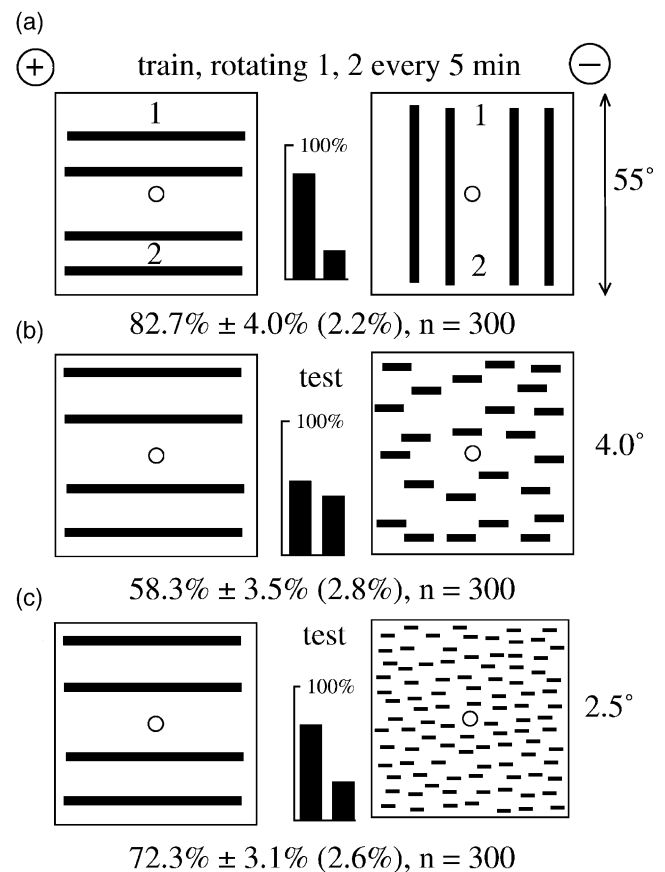 (a)
+ train, rotating 1, 2 every 5 min −
1
2
100%
1
2
55°
82.7% ± 4.0% (2.2%), n = 300
(b)
test
100%
4.0°
58.3% ± 3.5% (2.8%), n = 300
(c)
test
100%
2.5°
72.3% ± 3.1% (2.6%), n = 300